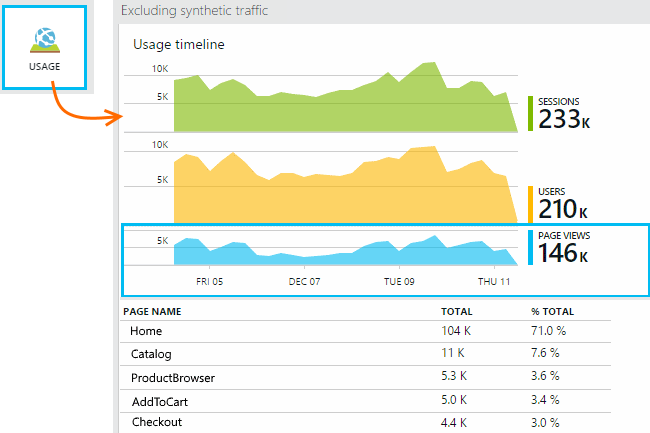 Excluding synthetic traffic
USAGE
Usage timeline
10K
5K
SESSIONS
233K
10K
5K
USERS
210K
5K
PAGE VIEWS
146K
FRI 05 DEC 07 TUE 09 THU 11
PAGE NAME TOTAL % TOTAL
Home 104 K 71.0 %
Catalog 11 K 7.6 %
ProductBrowser 5.3 K 3.6 %
AddToCart 5.0 K 3.4 %
Checkout 4.4 K 3.0 %